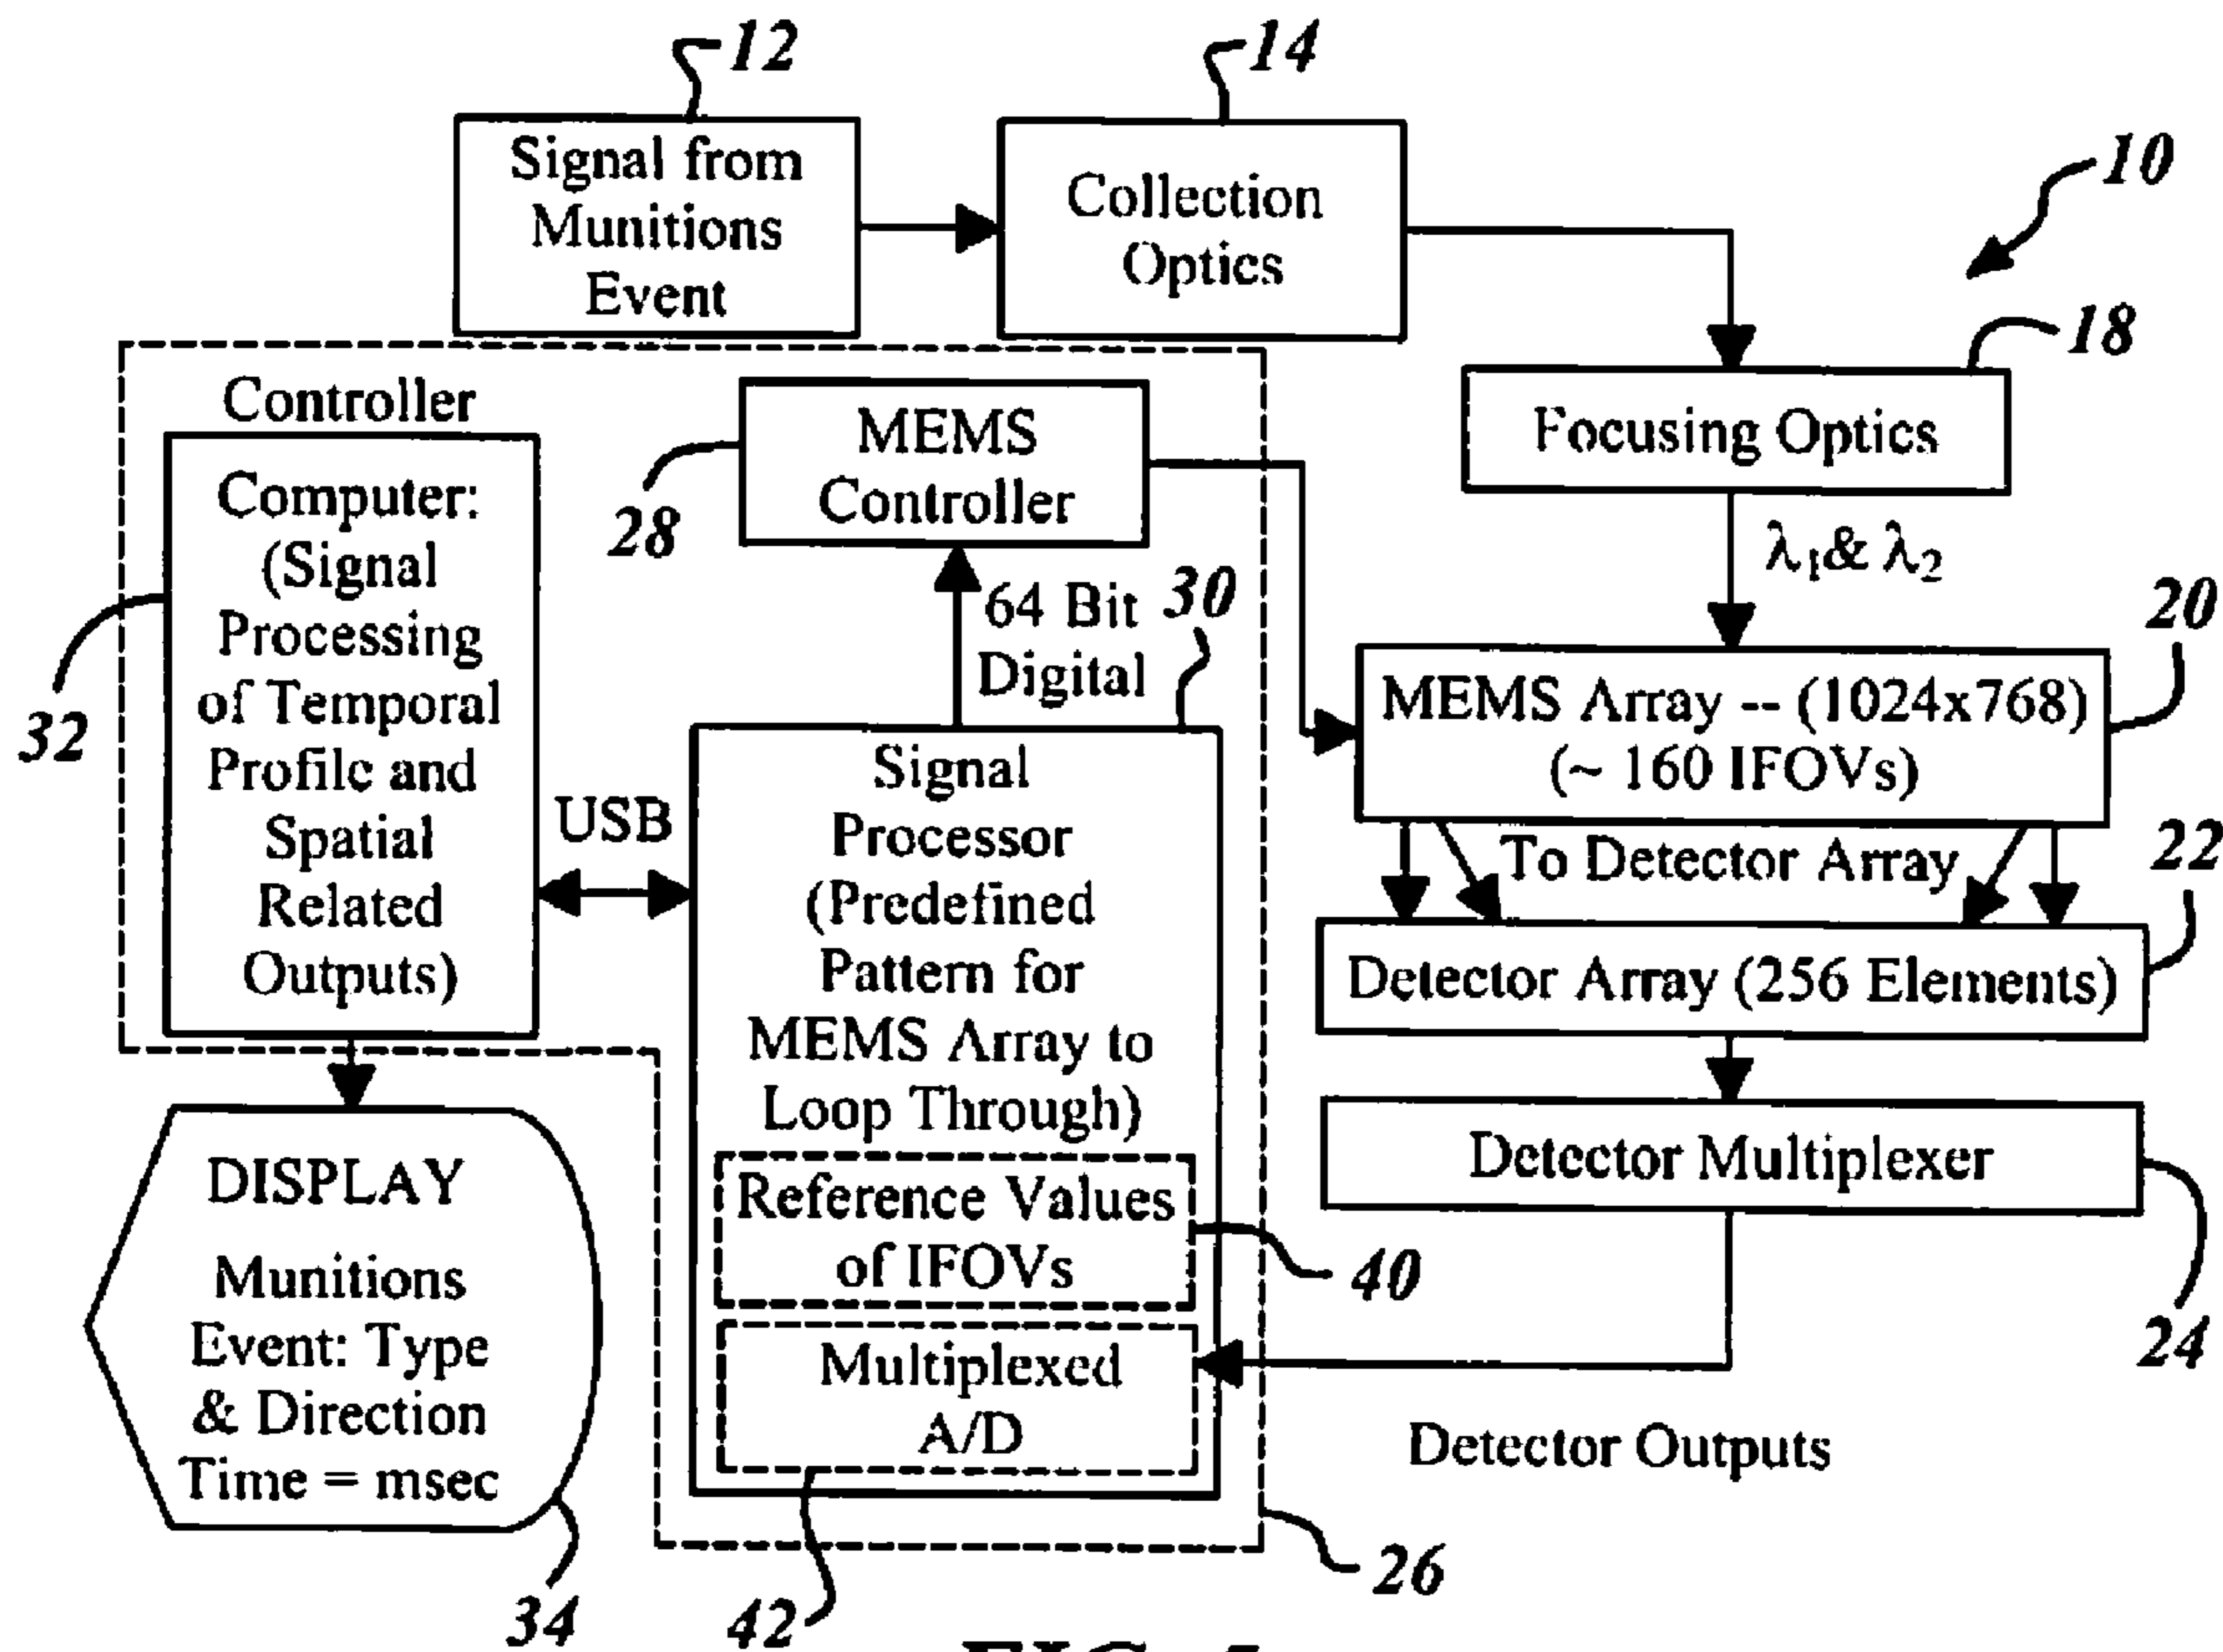 12
14
Signal from
Munitions
Event
Collection
Optics
10
18
Focusing Optics
λ1& λ2
Controller
Computer:
(Signal
Processing
of Temporal
Profile and
Spatial
Related
Outputs)
32
MEMS
Controller
28
64 Bit
Digital
30
20
MEMS Array -- (1024x768)
(~ 160 IFOVs)
To Detector Array
22
Detector Array (256 Elements)
USB
Signal
Processor
(Predefined
Pattern for
MEMS Array to
Loop Through)
Detector Multiplexer
24
Reference Values
of IFOVs
40
Multiplexed
A/D
Detector Outputs
DISPLAY
Munitions
Event: Type
& Direction
Time = msec
34
42
26